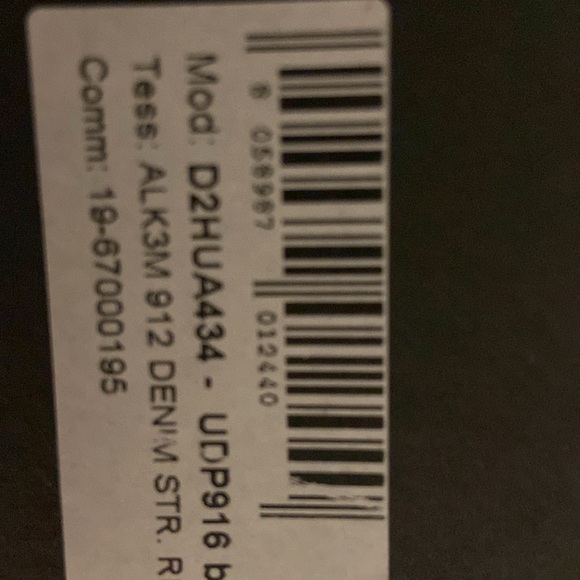 8 058987 012440
Mod: D2HUA434 - UDP916 b
Tess: ALK3M 912 DENIM STR. R
Comm: 19-67000195